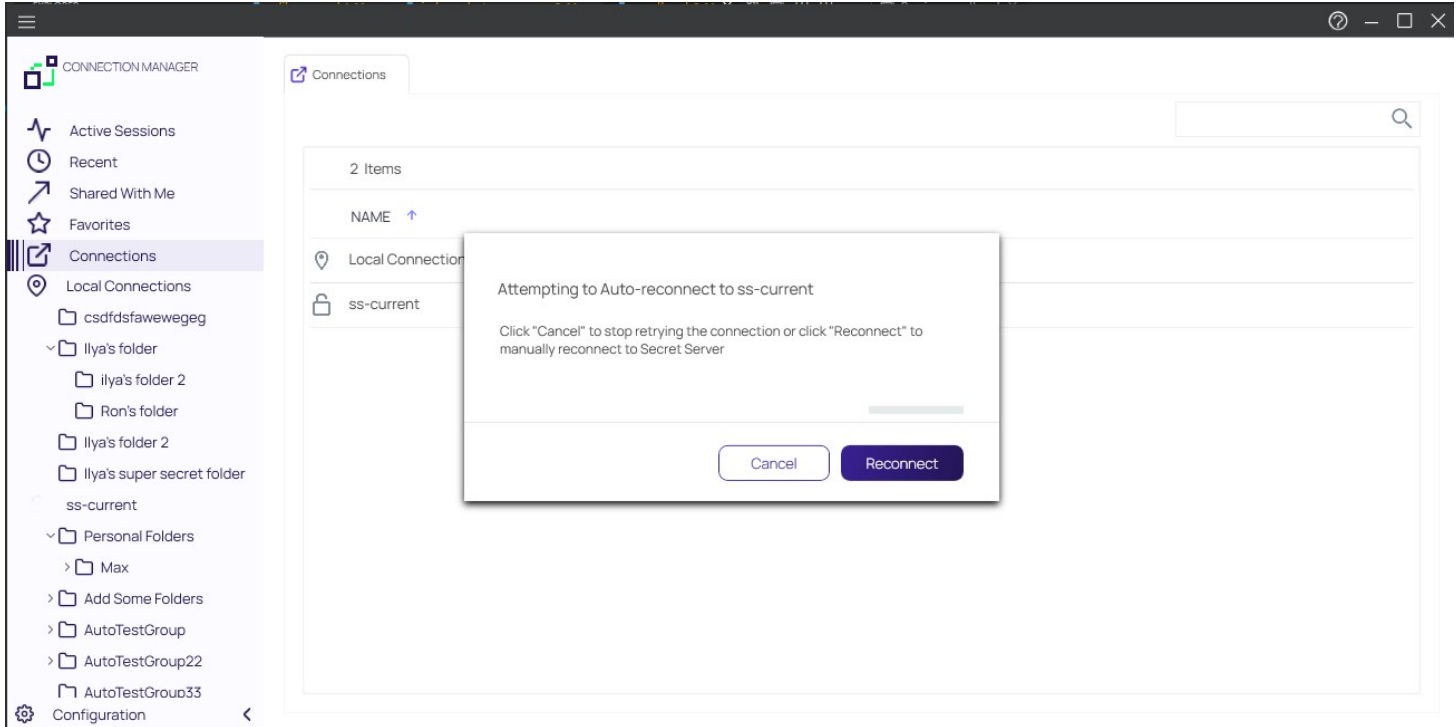 CONNECTION MANAGER
Active Sessions
Recent
Shared With Me
Favorites
Connections
Local Connections
csdfdsfawewegeg
Ilya's folder
ilya's folder 2
Ron's folder
Ilya's folder 2
Ilya's super secret folder
ss-current
Personal Folders
Max
Add Some Folders
AutoTestGroup
AutoTestGroup22
AutoTestGroup33
Configuration
Connections
2 Items
NAME
Local Connection
ss-current
Attempting to Auto-reconnect to ss-current
Click "Cancel" to stop retrying the connection or click "Reconnect" to
manually reconnect to Secret Server
Cancel
Reconnect